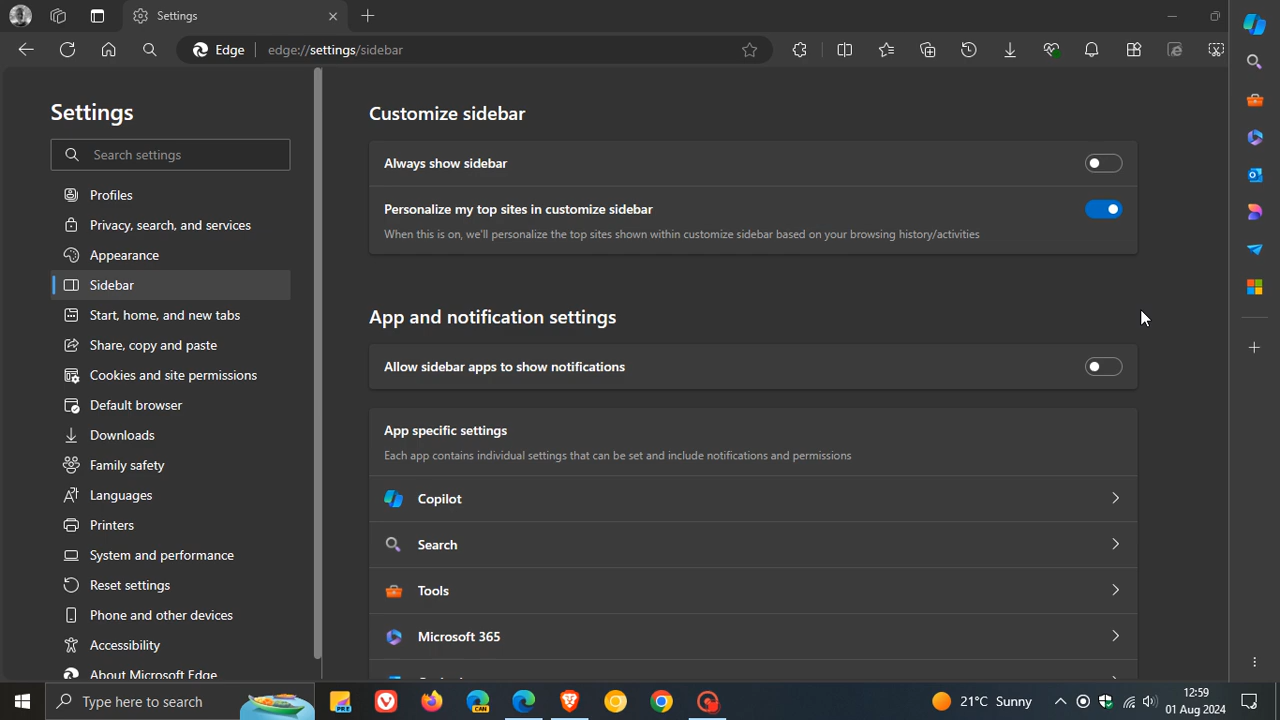 Settings
Edge
edge://settings/sidebar
Settings
Search settings
Profiles
Privacy, search, and services
Appearance
Sidebar
Start, home, and new tabs
Share, copy and paste
Cookies and site permissions
Default browser
Downloads
Family safety
Languages
Printers
System and performance
Reset settings
Phone and other devices
Accessibility
About Microsoft Edge
Customize sidebar
Always show sidebar
Personalize my top sites in customize sidebar
When this is on, we'll personalize the top sites shown within customize sidebar based on your browsing history/activities
App and notification settings
Allow sidebar apps to show notifications
App specific settings
Each app contains individual settings that can be set and include notifications and permissions
Copilot
Search
Tools
Microsoft 365
Type here to search
PRE
CAN
21°C Sunny
12:59
01 Aug 2024